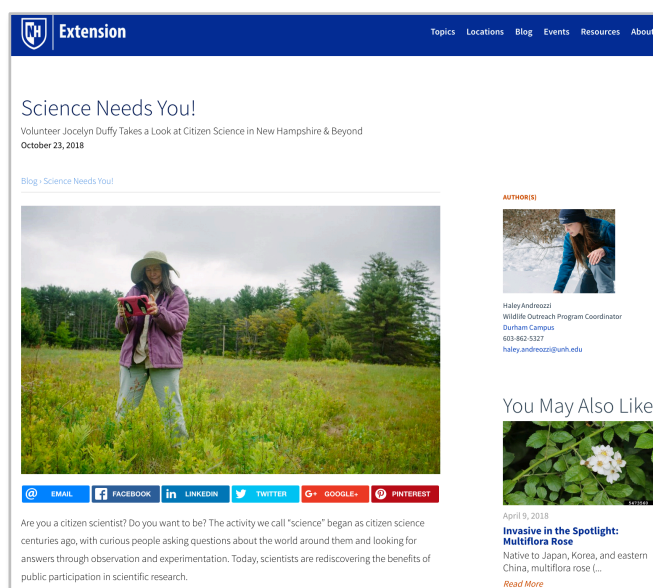 NH Extension
Topics Locations Blog Events Resources About
Science Needs You!
Volunteer Jocelyn Duffy Takes a Look at Citizen Science in New Hampshire & Beyond
October 23, 2018
Blog › Science Needs You!
AUTHOR(S)
Haley Andreozzi
Wildlife Outreach Program Coordinator
Durham Campus
603-862-5327
haley.andreozzi@unh.edu
@ EMAIL
FACEBOOK
in LINKEDIN
TWITTER
G+ GOOGLE+
PINTEREST
Are you a citizen scientist? Do you want to be? The activity we call “science” began as citizen science
centuries ago, with curious people asking questions about the world around them and looking for
answers through observation and experimentation. Today, scientists are rediscovering the benefits of
public participation in scientific research.
You May Also Like
5473569
April 9, 2018
Invasive in the Spotlight:
Multiflora Rose
Native to Japan, Korea, and eastern
China, multiflora rose (...
Read More